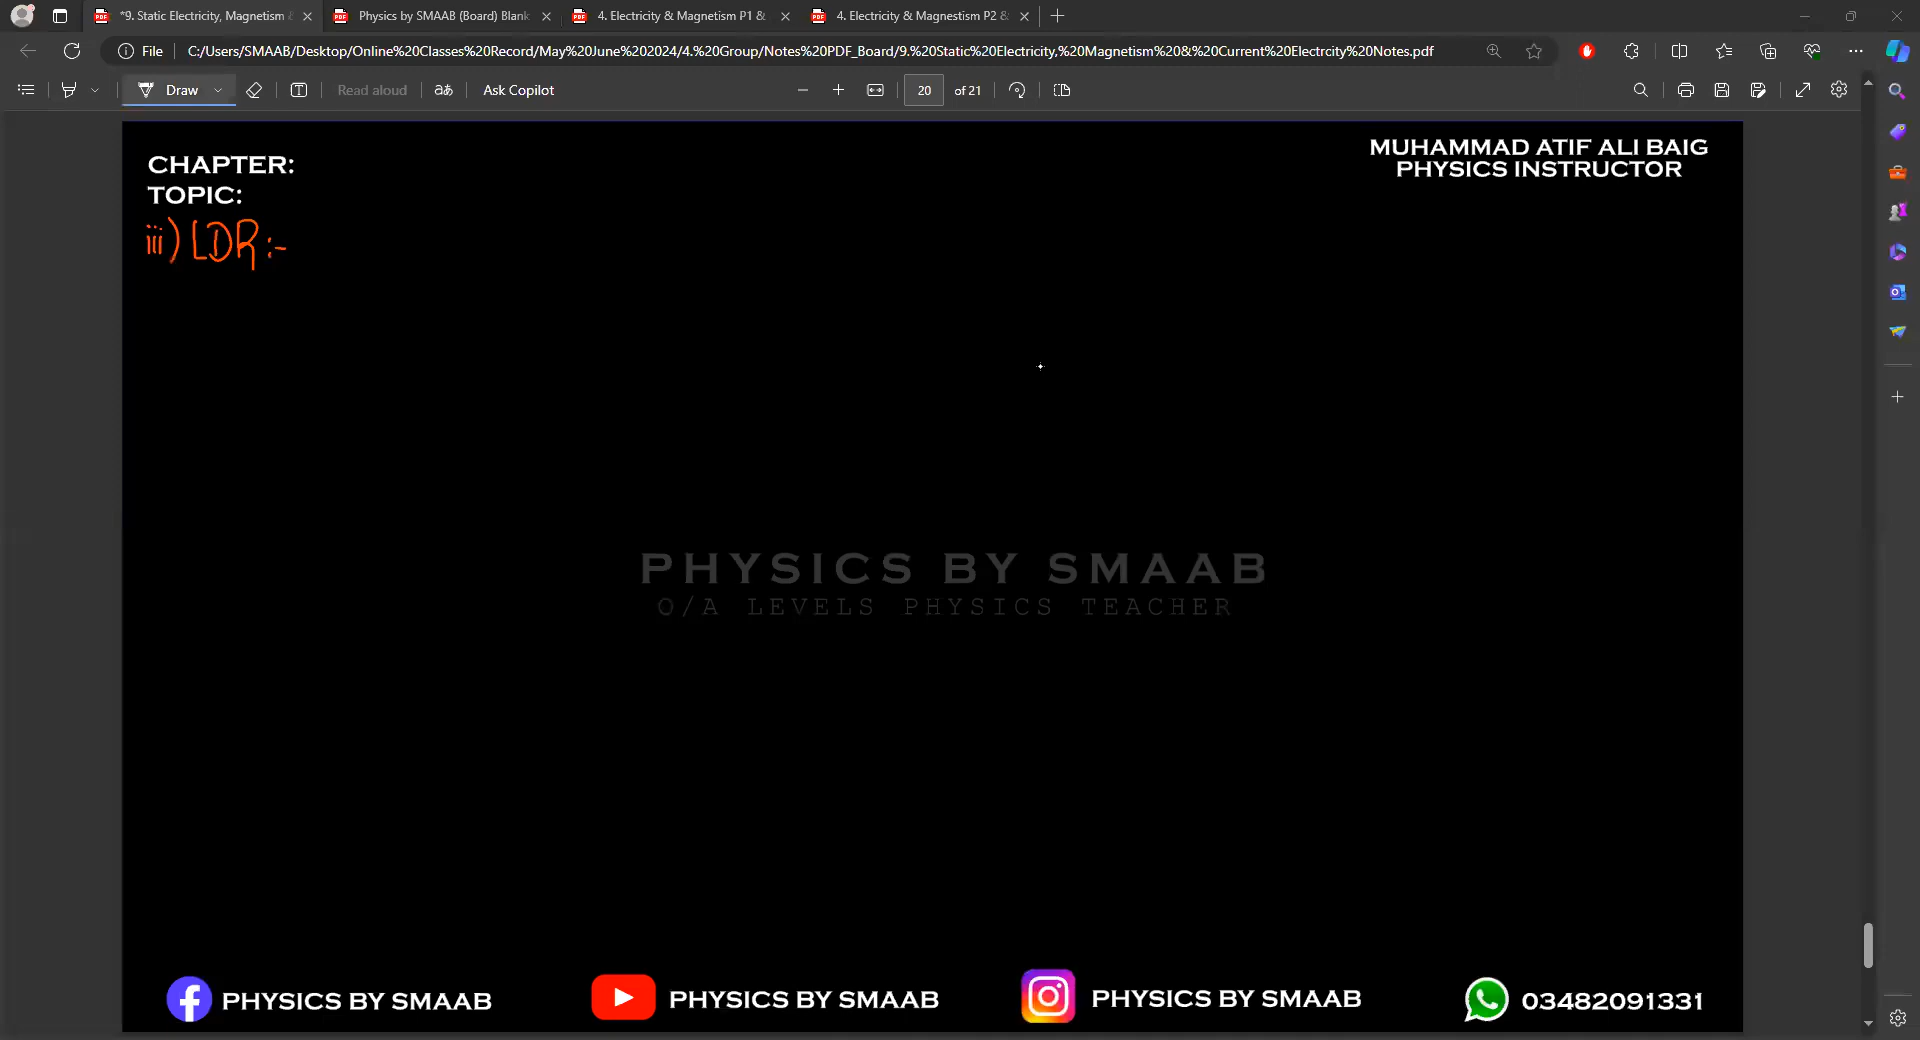 *9. Static Electricity, Magnetism &
Physics by SMAAB (Board) Blank
4. Electricity & Magnetism P1 &
4. Electricity & Magnestism P2 &
File
C:/Users/SMAAB/Desktop/Online%20Classes%20Record/May%20June%202024/4.%20Group/Notes%20PDF_Board/9.%20Static%20Electricity,%20Magnetism%20&%20Current%20Electrcity%20Notes.pdf
Draw
Read aloud
aあ
Ask Copilot
20 of 21
CHAPTER:
TOPIC:
MUHAMMAD ATIF ALI BAIG
PHYSICS INSTRUCTOR
iii) LDR:-
PHYSICS BY SMAAB
O/A LEVELS PHYSICS TEACHER
PHYSICS BY SMAAB
PHYSICS BY SMAAB
PHYSICS BY SMAAB
03482091331